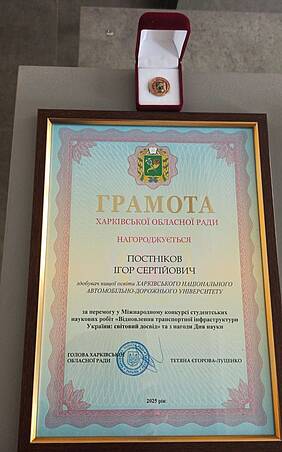 ГРАМОТА
ХАРКІВСЬКОЇ ОБЛАСНОЇ РАДИ
НАГОРОДЖУЄТЬСЯ
ПОСТНІКОВ
ІГОР СЕРГІЙОВИЧ
здобувач вищої освіти ХАРКІВСЬКОГО НАЦІОНАЛЬНОГО
АВТОМОБІЛЬНО-ДОРОЖНЬОГО УНІВЕРСИТЕТУ
за перемогу у Міжнародному конкурсі студентських
наукових робіт «Відновлення транспортної інфраструктури
України: світовий досвід» та з нагоди Дня науки
ГОЛОВА ХАРКІВСЬКОЇ
ОБЛАСНОЇ РАДИ
ТЕТЯНА ЄГОРОВА-ЛУЦЕНКО
2025 рік